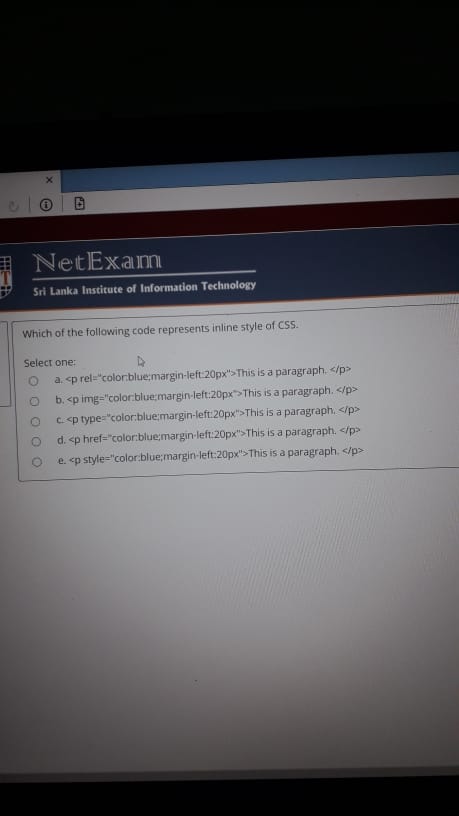 NetExam
Sri Lanka Institute of Information Technology
Which of the following code represents inline style of CSS.
Select one:
a. <p rel="color:blue;margin-left:20px">This is a paragraph. </p>
b. <p img="color:blue;margin-left:20px">This is a paragraph. </p>
c. <p type="color:blue;margin-left:20px">This is a paragraph. </p>
d. <p href="color:blue;margin-left:20px">This is a paragraph. </p>
e. <p style="color:blue;margin-left:20px">This is a paragraph. </p>